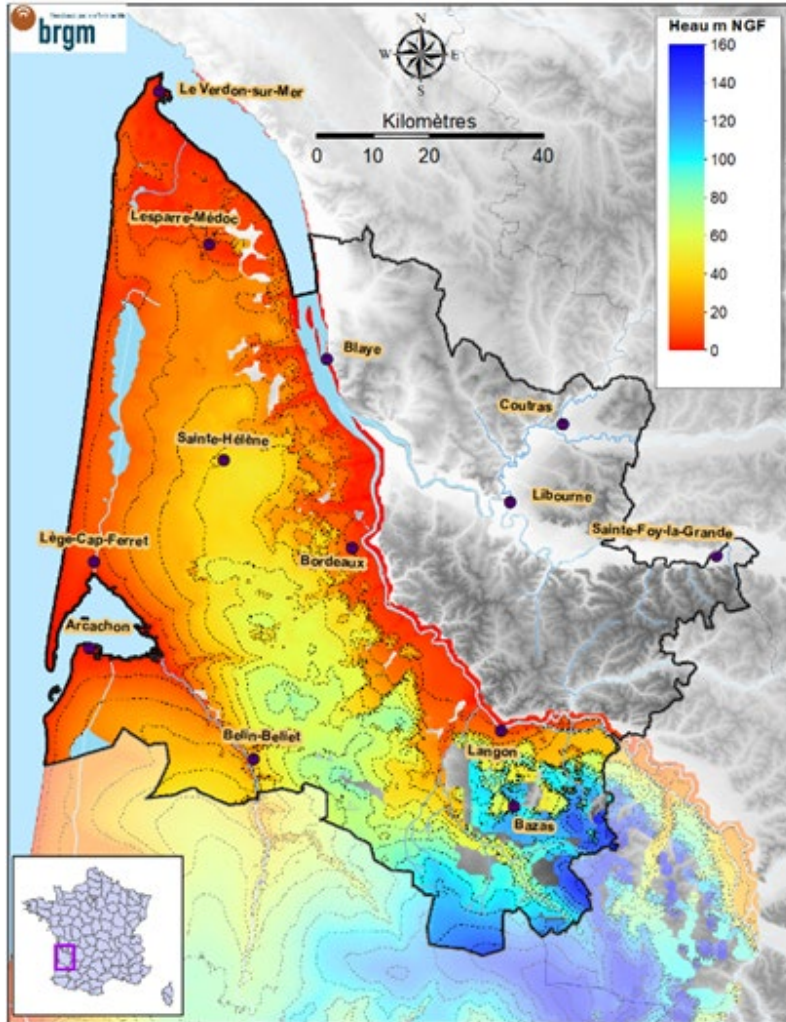 brgm
Heau m NGF
160
140
120
100
80
60
40
20
0
N
W E
S
Kilomètres
0 10 20 40
Le Verdon-sur-Mer
Lesparre-Médoc
Blaye
Coutras
Sainte-Hélène
Libourne
Sainte-Foy-la-Grande
Lège-Cap-Ferret
Bordeaux
Arcachon
Belin-Belliet
Langon
Bazas